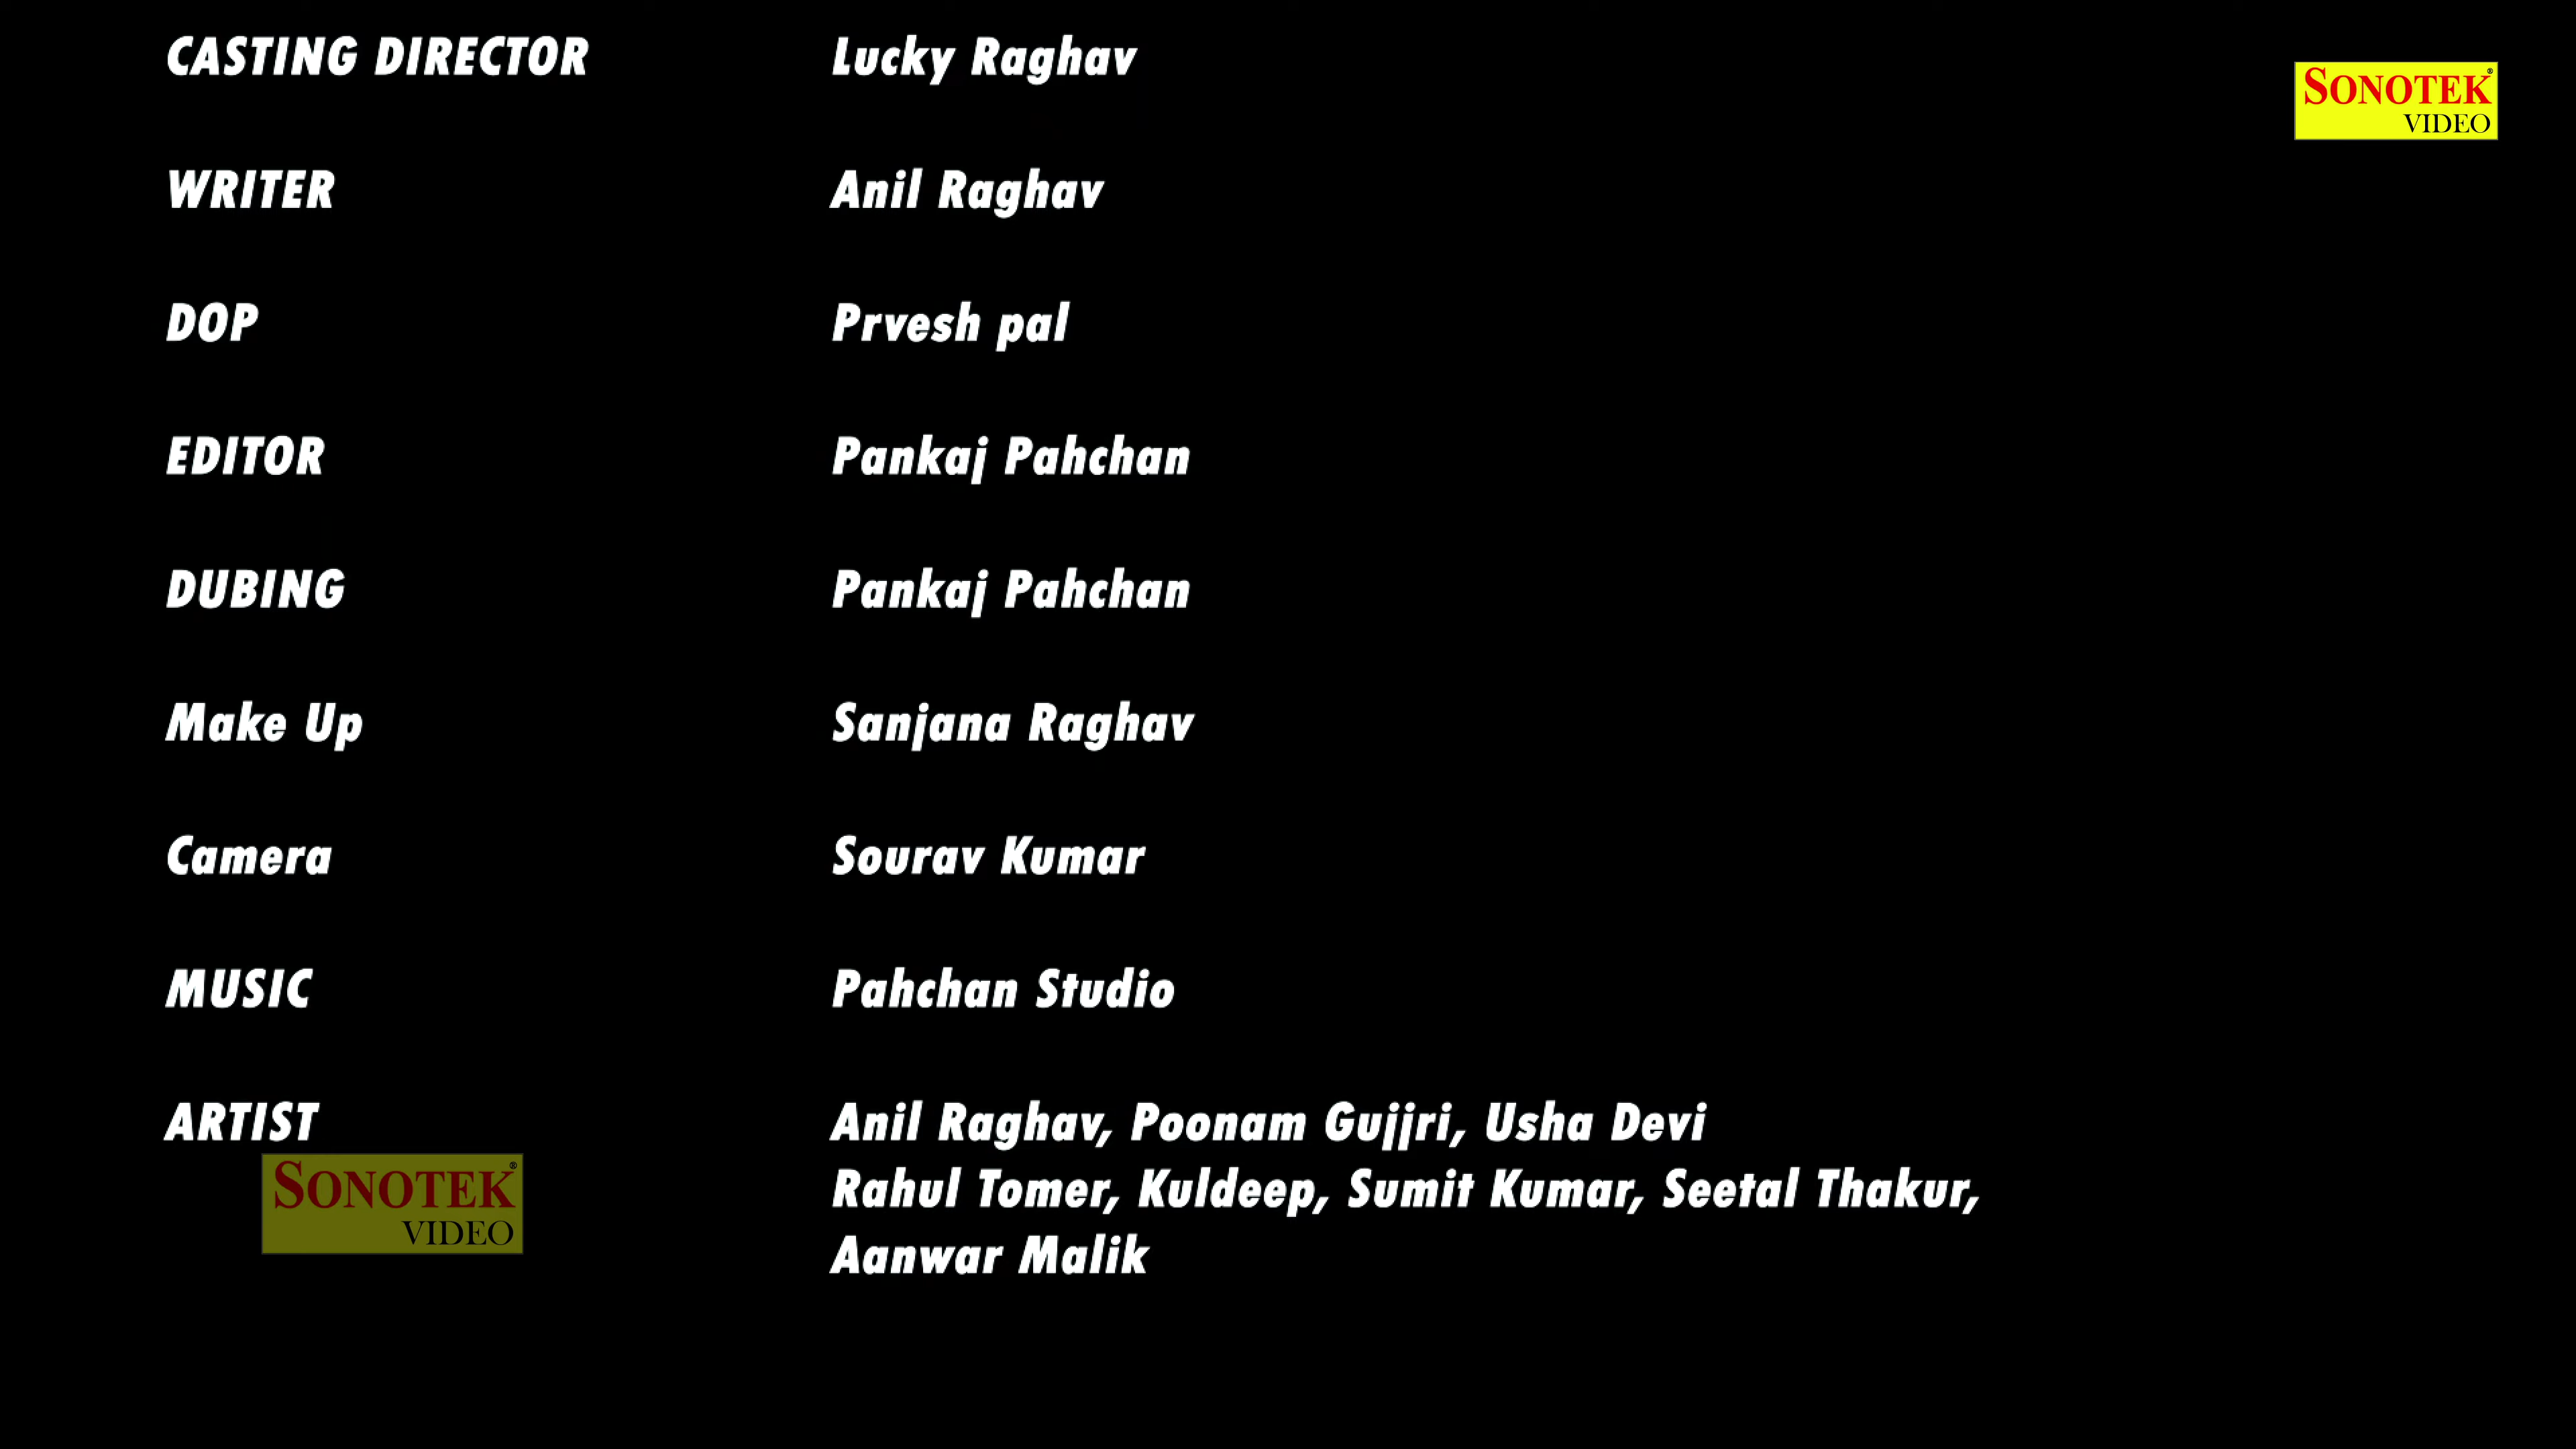 CASTING DIRECTOR Lucky Raghav
SONOTEK®
VIDEO
WRITER Anil Raghav
DOP Prvesh pal
EDITOR Pankaj Pahchan
DUBING Pankaj Pahchan
Make Up Sanjana Raghav
Camera Sourav Kumar
MUSIC Pahchan Studio
ARTIST Anil Raghav, Poonam Gujjri, Usha Devi
Rahul Tomer, Kuldeep, Sumit Kumar, Seetal Thakur,
Aanwar Malik
SONOTEK®
VIDEO